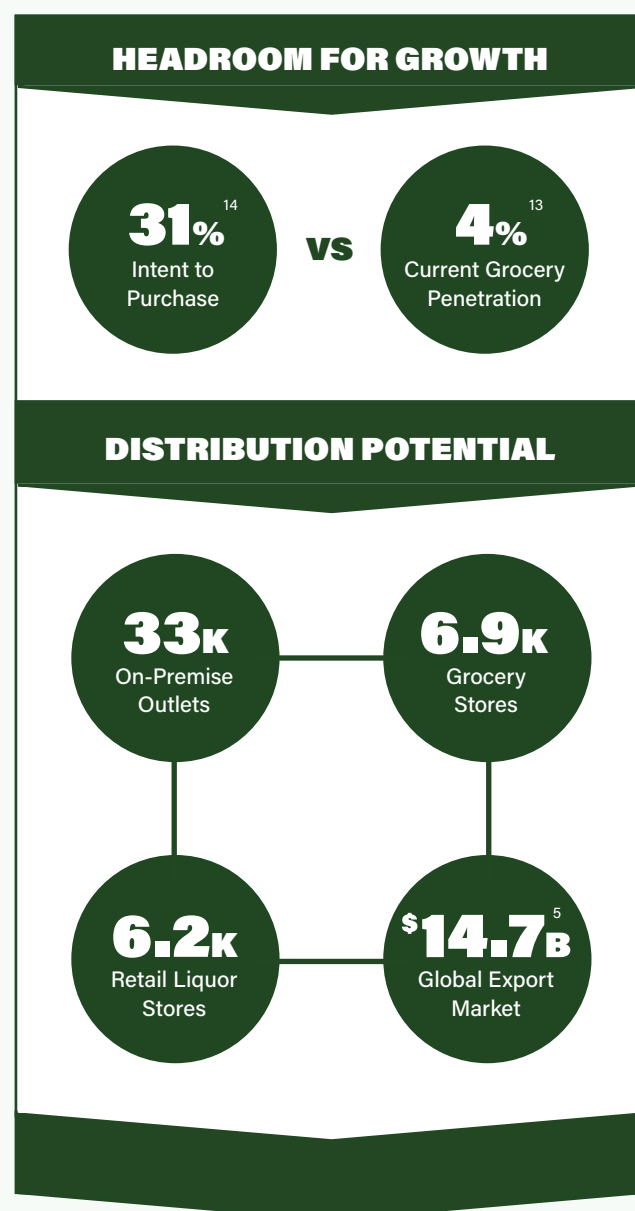 HEADROOM FOR GROWTH
31% 14
Intent to
Purchase
VS
4% 13
Current Grocery
Penetration
DISTRIBUTION POTENTIAL
33K
On-Premise
Outlets
6.9K
Grocery
Stores
6.2K
Retail Liquor
Stores
$14.7B 5
Global Export
Market